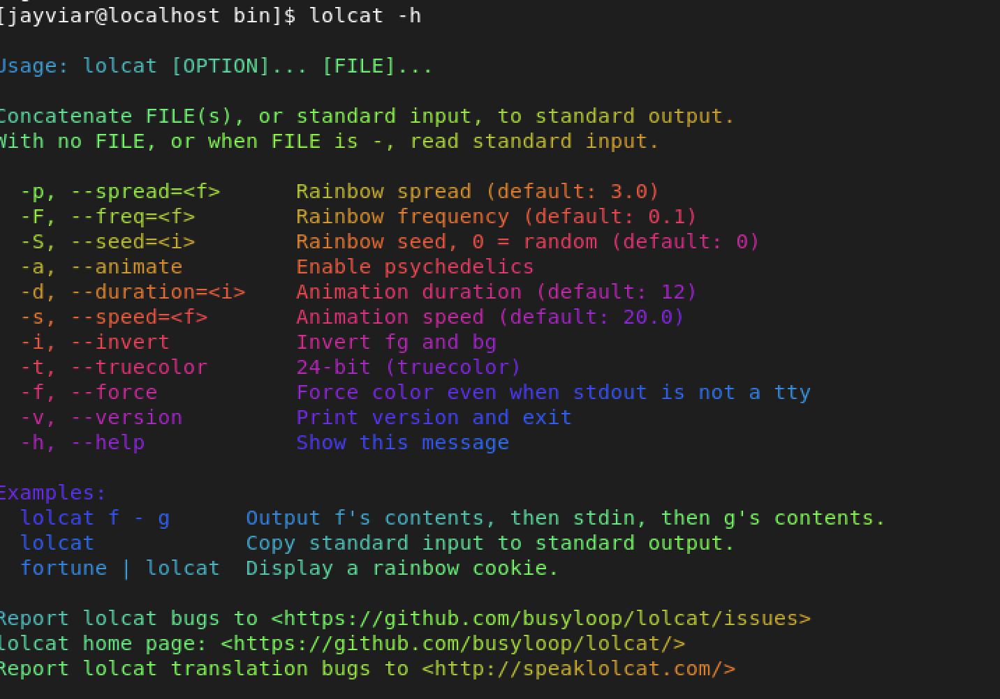 [jayviar@localhost bin]$ lolcat -h
Usage: lolcat [OPTION]... [FILE]...
Concatenate FILE(s), or standard input, to standard output.
With no FILE, or when FILE is -, read standard input.
-p, --spread=<f>      Rainbow spread (default: 3.0)
-F, --freq=<f>        Rainbow frequency (default: 0.1)
-S, --seed=<i>        Rainbow seed, 0 = random (default: 0)
-a, --animate         Enable psychedelics
-d, --duration=<i>    Animation duration (default: 12)
-s, --speed=<f>       Animation speed (default: 20.0)
-i, --invert          Invert fg and bg
-t, --truecolor       24-bit (truecolor)
-f, --force           Force color even when stdout is not a tty
-v, --version         Print version and exit
-h, --help            Show this message
Examples:
lolcat f - g      Output f's contents, then stdin, then g's contents.
lolcat            Copy standard input to standard output.
fortune | lolcat  Display a rainbow cookie.
Report lolcat bugs to <https://github.com/busyloop/lolcat/issues>
lolcat home page: <https://github.com/busyloop/lolcat/>
Report lolcat translation bugs to <http://speaklolcat.com/>